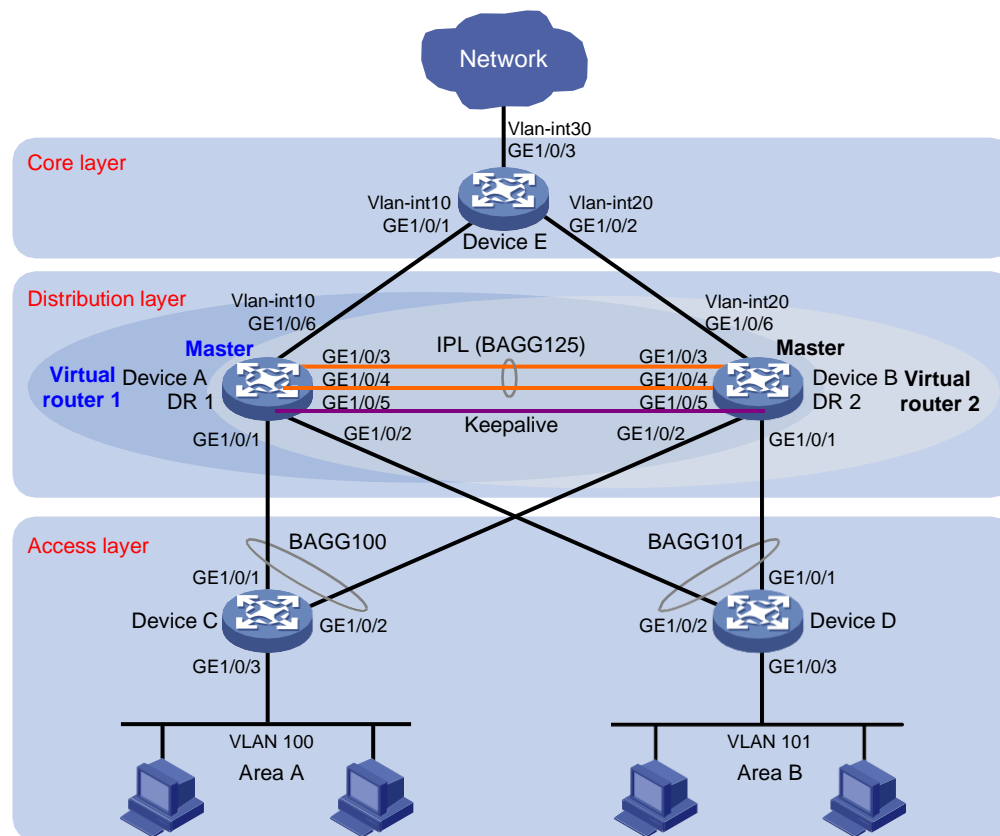 Network
Vlan-int30
GE1/0/3
Core layer
Vlan-int10
GE1/0/1
Vlan-int20
GE1/0/2
Device E
Distribution layer
Vlan-int10
GE1/0/6
Vlan-int20
GE1/0/6
Master
IPL (BAGG125)
Master
GE1/0/3
GE1/0/3
Virtual
router 1
Device A
DR 1
GE1/0/4
GE1/0/4
Device B
DR 2
Virtual
router 2
GE1/0/5
GE1/0/5
Keepalive
GE1/0/1
GE1/0/2
GE1/0/2
GE1/0/1
Access layer
BAGG100
BAGG101
GE1/0/1
GE1/0/1
Device C
GE1/0/2
GE1/0/2
Device D
GE1/0/3
GE1/0/3
VLAN 100
VLAN 101
Area A
Area B